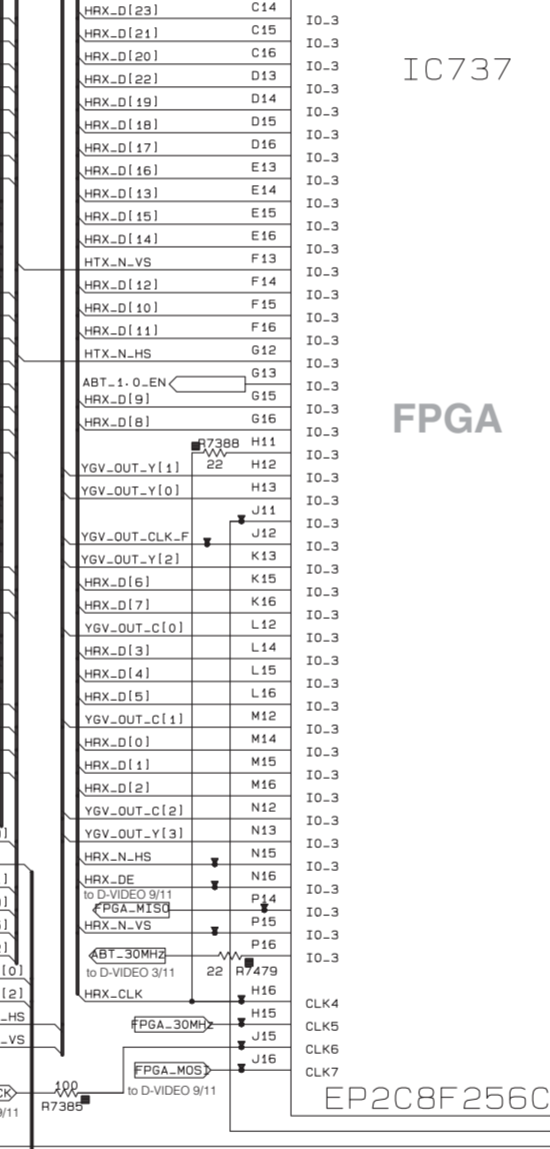 HRX_D[23] C14 IO_3
HRX_D[21] C15 IO_3
HRX_D[20] C16 IO_3
IC737
HRX_D[22] D13 IO_3
HRX_D[19] D14 IO_3
HRX_D[18] D15 IO_3
HRX_D[17] D16 IO_3
HRX_D[16] E13 IO_3
HRX_D[13] E14 IO_3
HRX_D[15] E15 IO_3
HRX_D[14] E16 IO_3
HTX_N_VS F13 IO_3
HRX_D[12] F14 IO_3
HRX_D[10] F15 IO_3
HRX_D[11] F16 IO_3
HTX_N_HS G12 IO_3
ABT_1.0_EN G13 IO_3
HRX_D[9] G15 IO_3
FPGA
HRX_D[8] G16 IO_3
R7388 H11 IO_3
22
YGV_OUT_Y[1] H12 IO_3
YGV_OUT_Y[0] H13 IO_3
J11 IO_3
YGV_OUT_CLK_F J12 IO_3
YGV_OUT_Y[2] K13 IO_3
HRX_D[6] K15 IO_3
HRX_D[7] K16 IO_3
YGV_OUT_C[0] L12 IO_3
HRX_D[3] L14 IO_3
HRX_D[4] L15 IO_3
HRX_D[5] L16 IO_3
YGV_OUT_C[1] M12 IO_3
HRX_D[0] M14 IO_3
HRX_D[1] M15 IO_3
HRX_D[2] M16 IO_3
YGV_OUT_C[2] N12 IO_3
YGV_OUT_Y[3] N13 IO_3
HRX_N_HS N15 IO_3
HRX_DE N16 IO_3
to D-VIDEO 9/11
FPGA_MISO P14 IO_3
HRX_N_VS P15 IO_3
ABT_30MHz P16 IO_3
to D-VIDEO 3/11 22 R7479
[0]
HRX_CLK H16 CLK4
[2]
FPGA_30MHz H15 CLK5
_HS
J15 CLK6
_VS
FPGA_MOSI J16 CLK7
to D-VIDEO 9/11
CK 100
R7385
9/11
EP2C8F256C